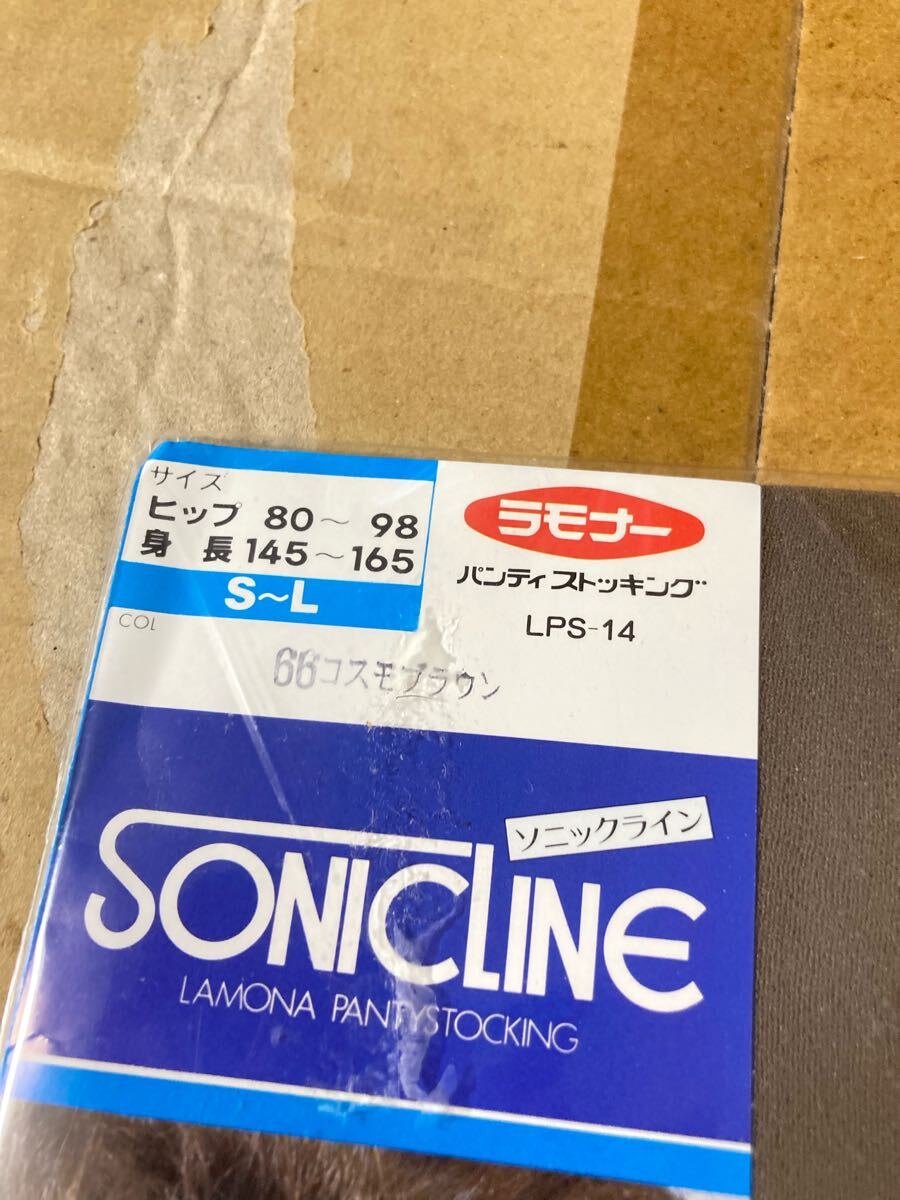 サイズ
ヒップ 80～98
身長 145～165
S～L
ラモナー
パンティストッキング
LPS-14
COL
66コスモブラウン
ソニックライン
SONICLINE
LAMONA PANTYSTOCKING